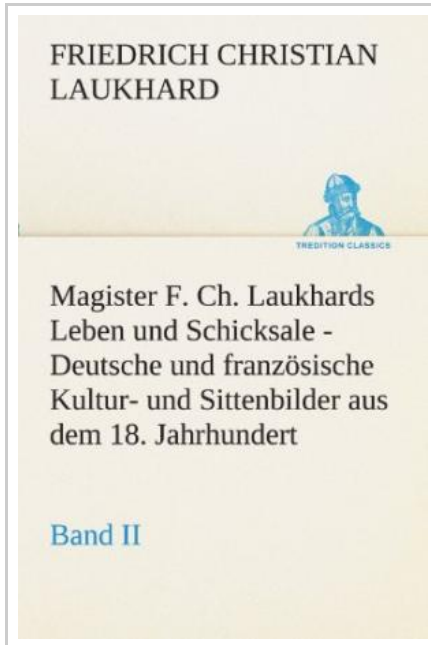 FRIEDRICH CHRISTIAN
LAUKHARD
TREDITION CLASSICS
Magister F. Ch. Laukhards
Leben und Schicksale -
Deutsche und französische
Kultur- und Sittenbilder aus
dem 18. Jahrhundert
Band II